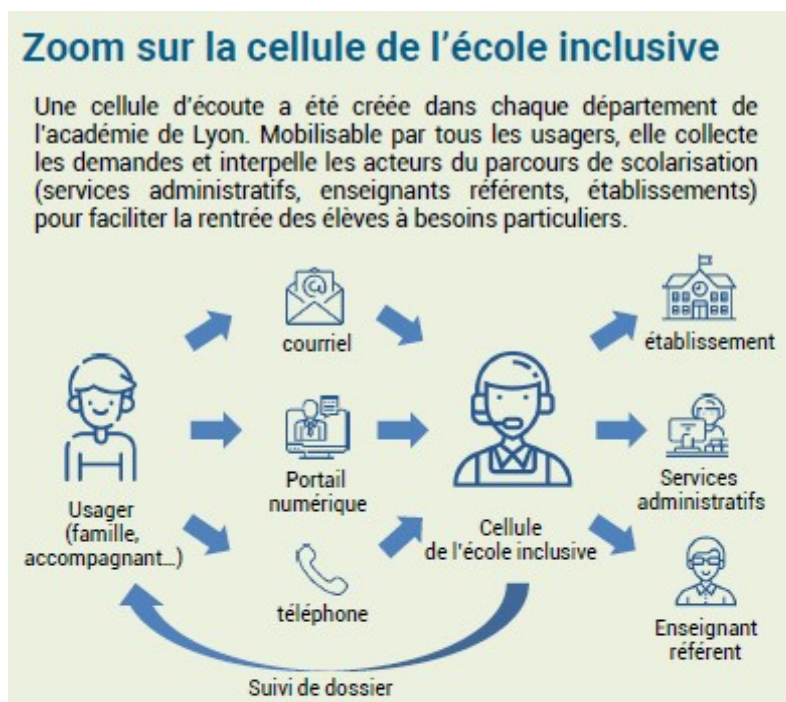 Zoom sur la cellule de l'école inclusive
Une cellule d'écoute a été créée dans chaque département de
l'académie de Lyon. Mobilisable par tous les usagers, elle collecte
les demandes et interpelle les acteurs du parcours de scolarisation
(services administratifs, enseignants référents, établissements)
pour faciliter la rentrée des élèves à besoins particuliers.
courriel
établissement
Portail
numérique
Services
administratifs
Usager
(famille,
accompagnant...)
Cellule
de l'école inclusive
téléphone
Enseignant
référent
Suivi de dossier